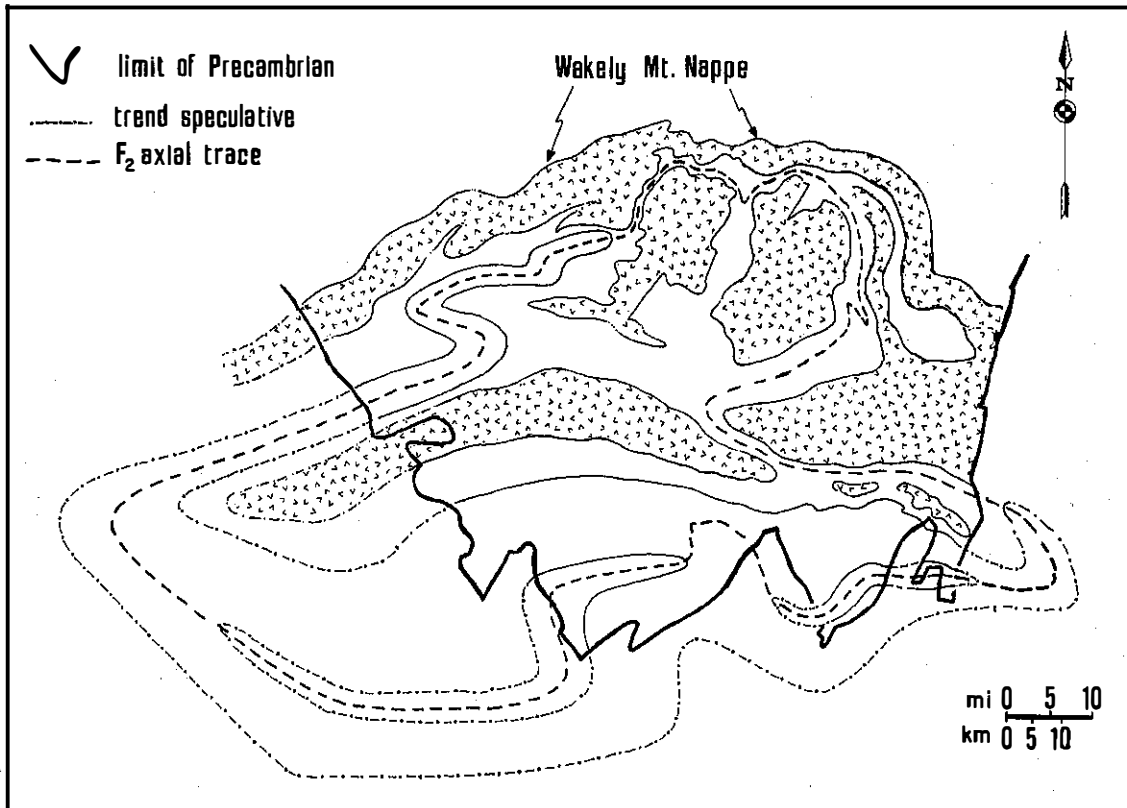 limit of Precambrian
trend speculative
F₂ axial trace
Wakely Mt. Nappe
N
mi 0 5 10
km 0 5 10